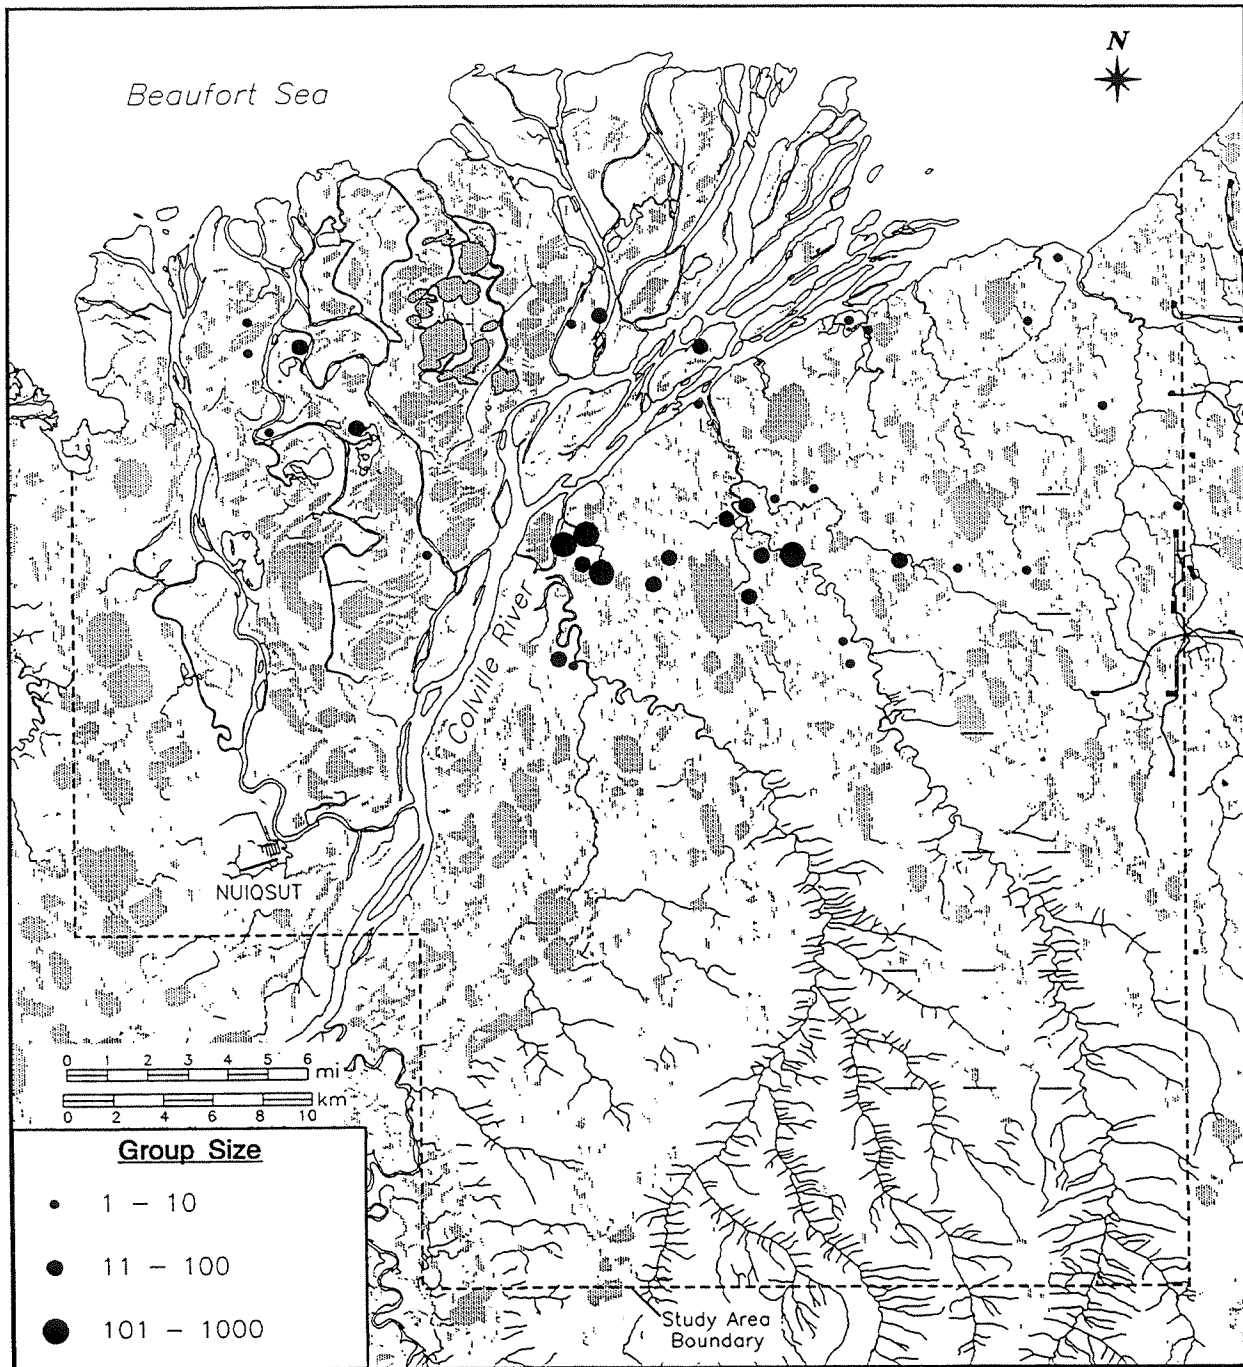 N
Beaufort Sea
Colville River
NUIQSUT
0 1 2 3 4 5 6 mi
km
0 2 4 6 8 10
Group Size
1 – 10
11 – 100
101 – 1000
Study Area
Boundary